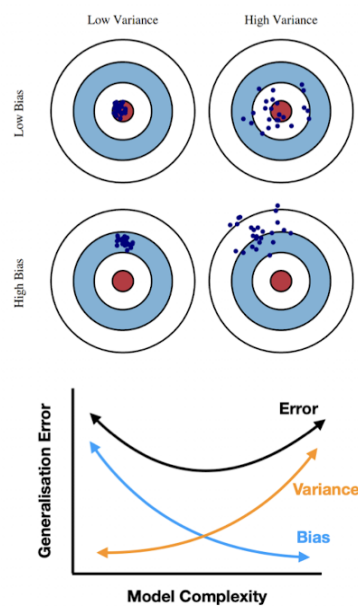 Low Variance
High Variance
Low Bias
High Bias
Generalisation Error
Error
Variance
Bias
Model Complexity